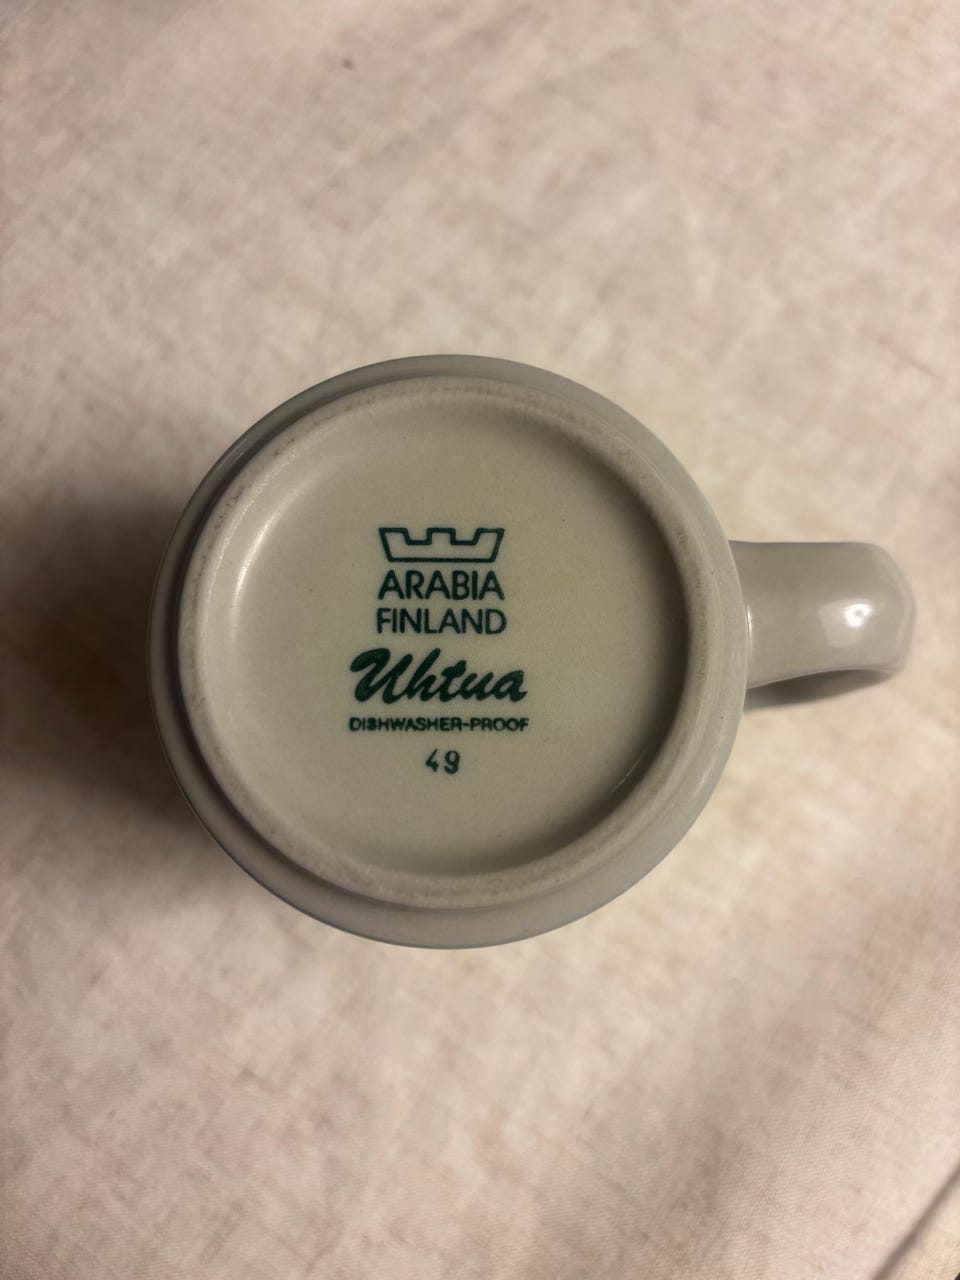 ARABIA
FINLAND
Uhtua
DISHWASHER-PROOF
49